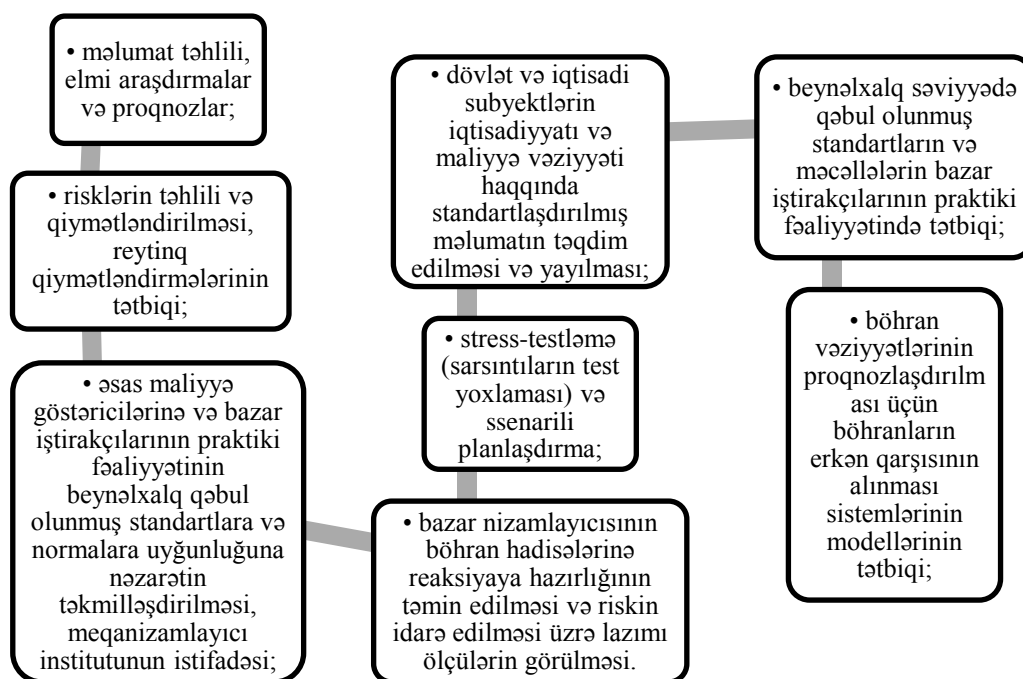 • məlumat təhlili,
elmi araşdırmalar
və proqnozlar;
• risklərin təhlili və
qiymətləndirilməsi,
reytinq
qiymətləndirmələrinin
tətbiqi;
• əsas maliyyə
göstəricilərinə və bazar
iştirakçılarının praktiki
fəaliyyətinin
beynəlxalq qəbul
olunmuş standartlara və
normalara uyğunluğuna
nəzarətin
təkmilləşdirilməsi,
meqanizamlayıcı
institutunun istifadəsi;
• bazar nizamlayıcısının
böhran hadisələrinə
reaksiyaya hazırlığının
təmin edilməsi və riskin
idarə edilməsi üzrə lazımı
ölçülərin görülməsi.
• stress-testləmə
(sarsıntıların test
yoxlaması) və
ssenarili
planlaşdırma;
• dövlət və iqtisadi
subyektlərin
iqtisadiyyatı və
maliyyə vəziyyəti
haqqında
standartlaşdırılmış
məlumatın təqdim
edilməsi və yayılması;
• beynəlxalq səviyyədə
qəbul olunmuş
standartların və
məcəllələrin bazar
iştirakçılarının praktiki
fəaliyyətində tətbiqi;
• böhran
vəziyyətlərinin
proqnozlaşdırılm
ası üçün
böhranların
erkən qarşısının
alınması
sistemlərinin
modellərinin
tətbiqi;